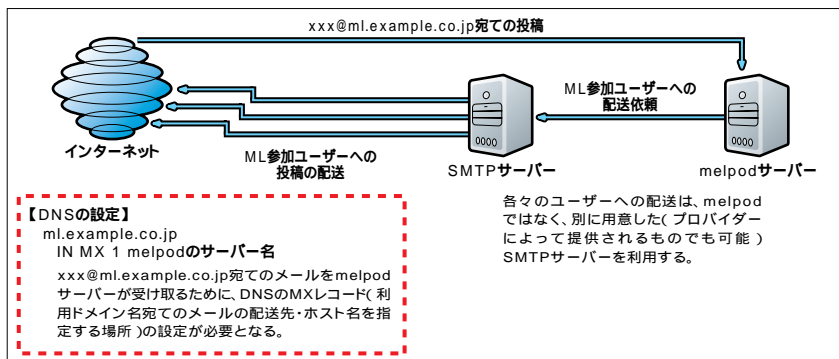 xxx@ml.example.co.jp宛ての投稿
ML参加ユーザーへの
配送依頼
インターネット
ML参加ユーザーへの
投稿の配送
SMTPサーバー
melpodサーバー
【DNSの設定】
ml.example.co.jp
IN MX 1 melpodのサーバー名
xxx@ml.example.co.jp宛てのメールをmelpod
サーバーが受け取るために、DNSのMXレコード(利
用ドメイン名宛てのメールの配送先・ホスト名を指
定する場所)の設定が必要となる。
各々のユーザーへの配送は、melpod
ではなく、別に用意した(プロバイダー
によって提供されるものでも可能)
SMTPサーバーを利用する。